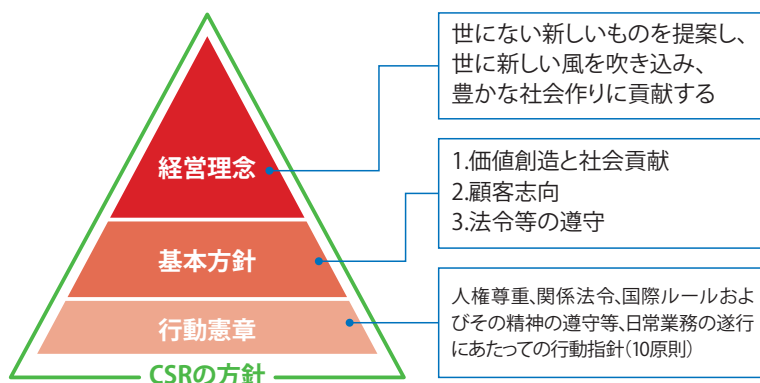 経営理念
世にない新しいものを提案し、
世に新しい風を吹き込み、
豊かな社会作りに貢献する
基本方針
1.価値創造と社会貢献
2.顧客志向
3.法令等の遵守
行動憲章
人権尊重、関係法令、国際ルールおよ
びその精神の遵守等、日常業務の遂行
にあたっての行動指針(10原則)
CSRの方針